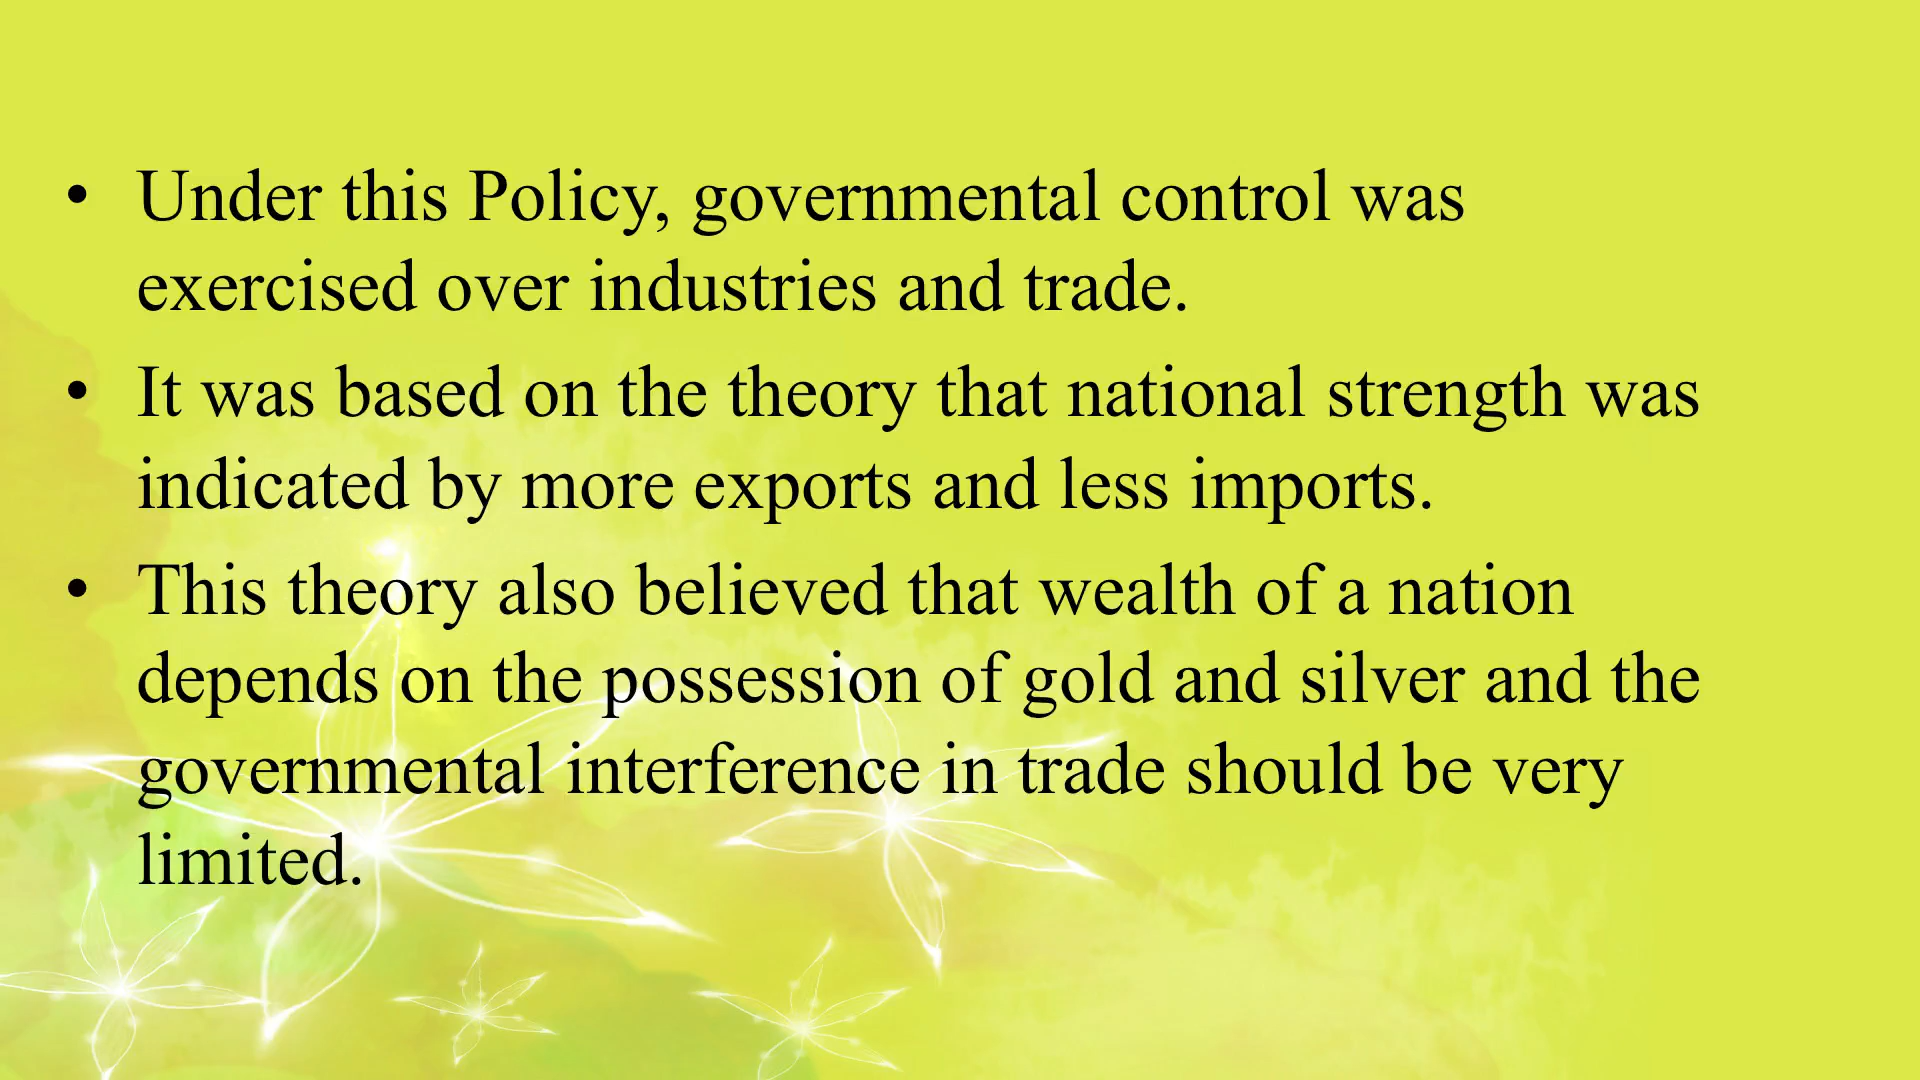 • Under this Policy, governmental control was
exercised over industries and trade.
• It was based on the theory that national strength was
indicated by more exports and less imports.
• This theory also believed that wealth of a nation
depends on the possession of gold and silver and the
governmental interference in trade should be very
limited.